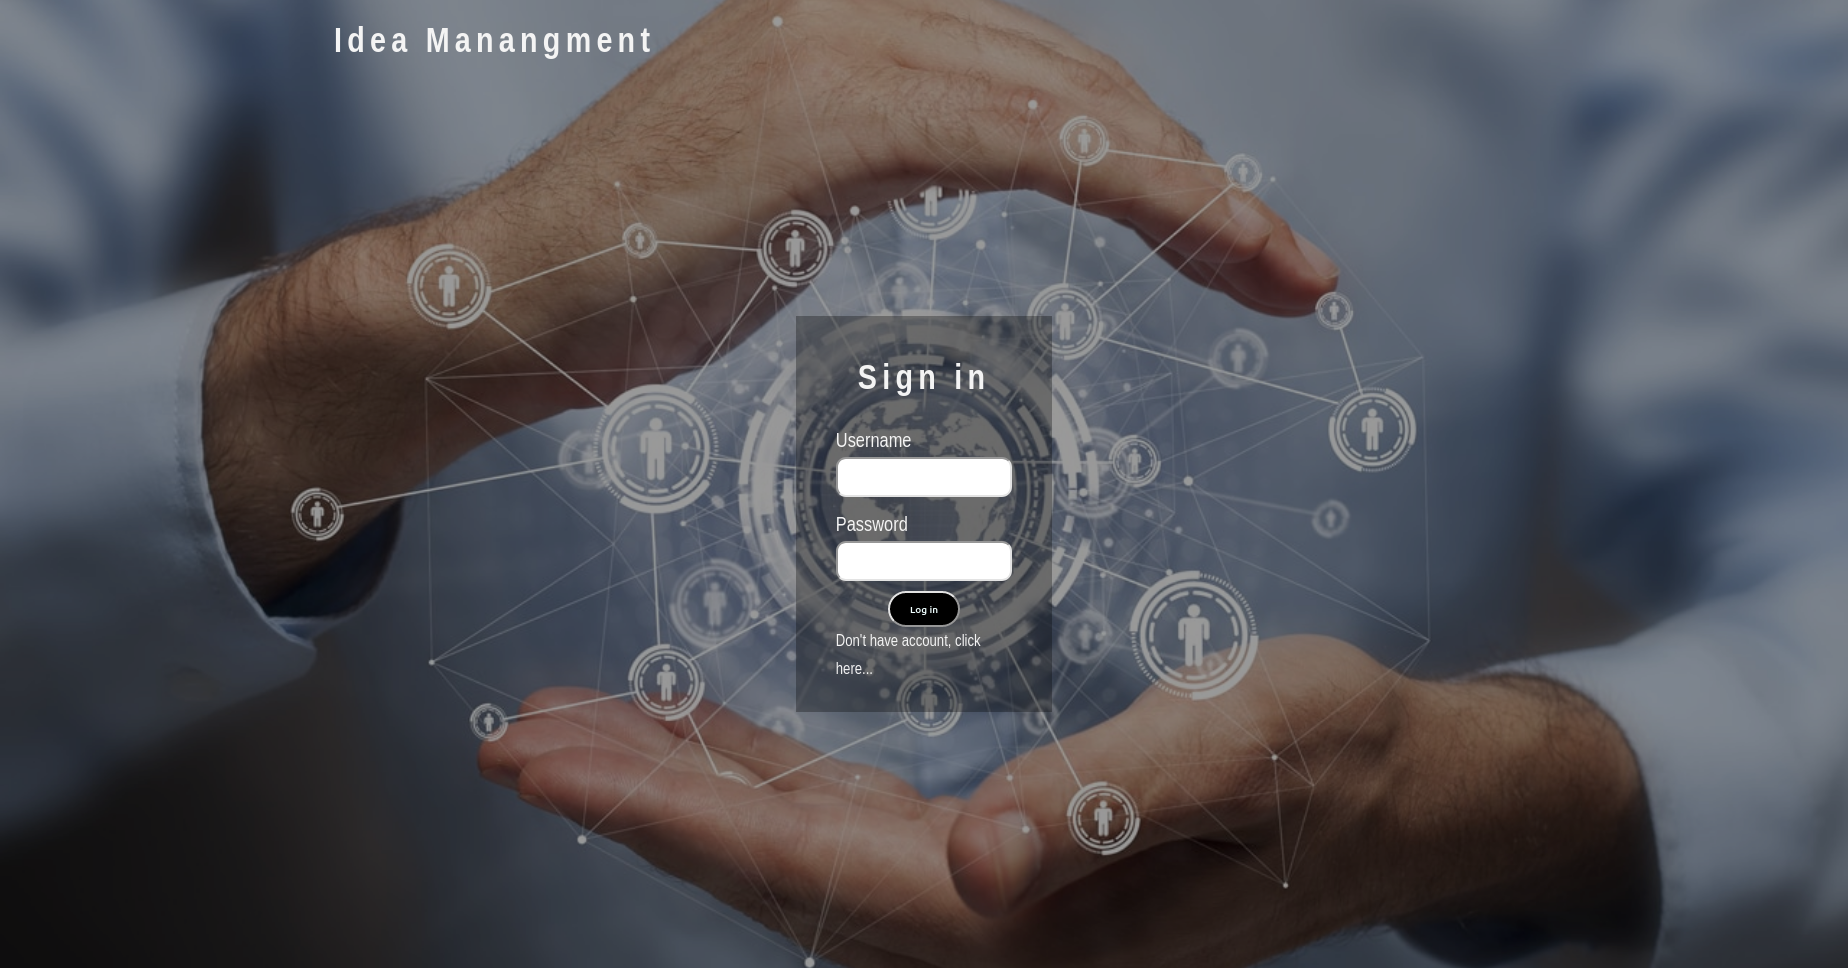 Idea Manangment
Sign in
Username
Password
Log in
Don't have account, click
here...